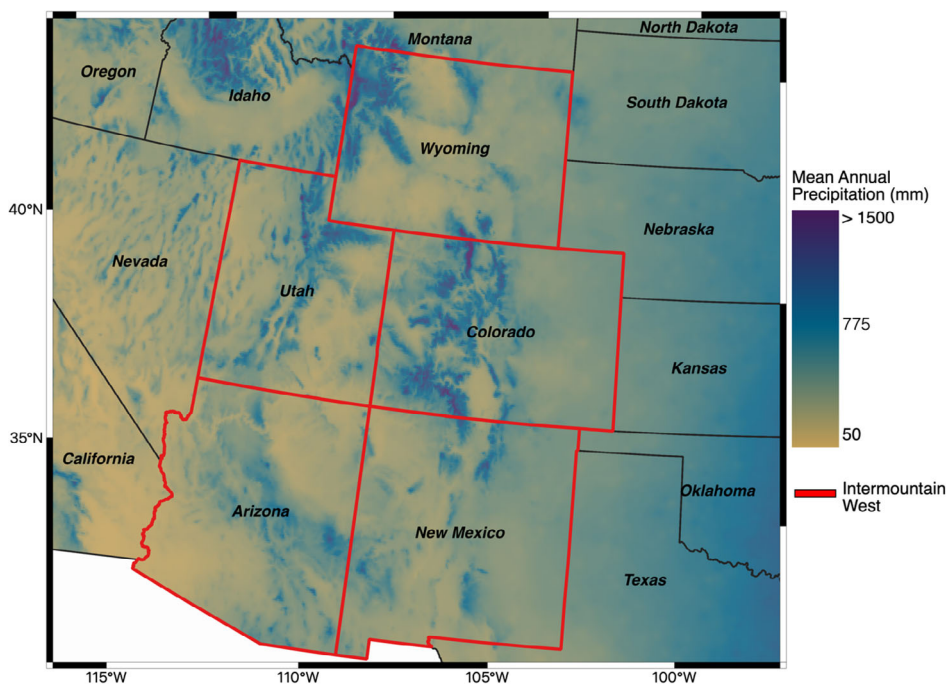 North Dakota
Montana
Oregon
Idaho
South Dakota
Wyoming
Mean Annual
Precipitation (mm)
> 1500
40°N
Nebraska
Nevada
Utah
775
Colorado
Kansas
50
35°N
California
Oklahoma
Intermountain
West
Arizona
New Mexico
Texas
115°W
110°W
105°W
100°W